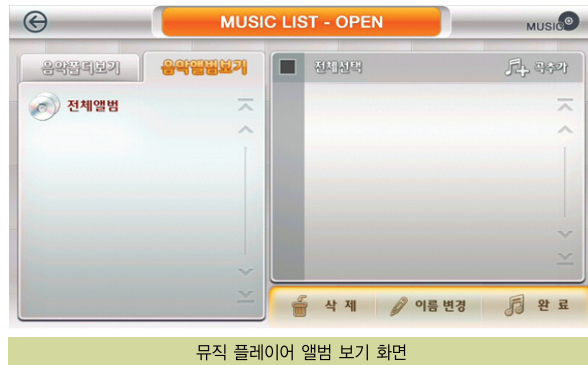 MUSIC LIST - OPEN
MUSIC
음악폴더보기
음악앨범보기
전체앨범
전체선택
곡추가
삭 제
이름 변경
완 료
뮤직 플레이어 앨범 보기 화면